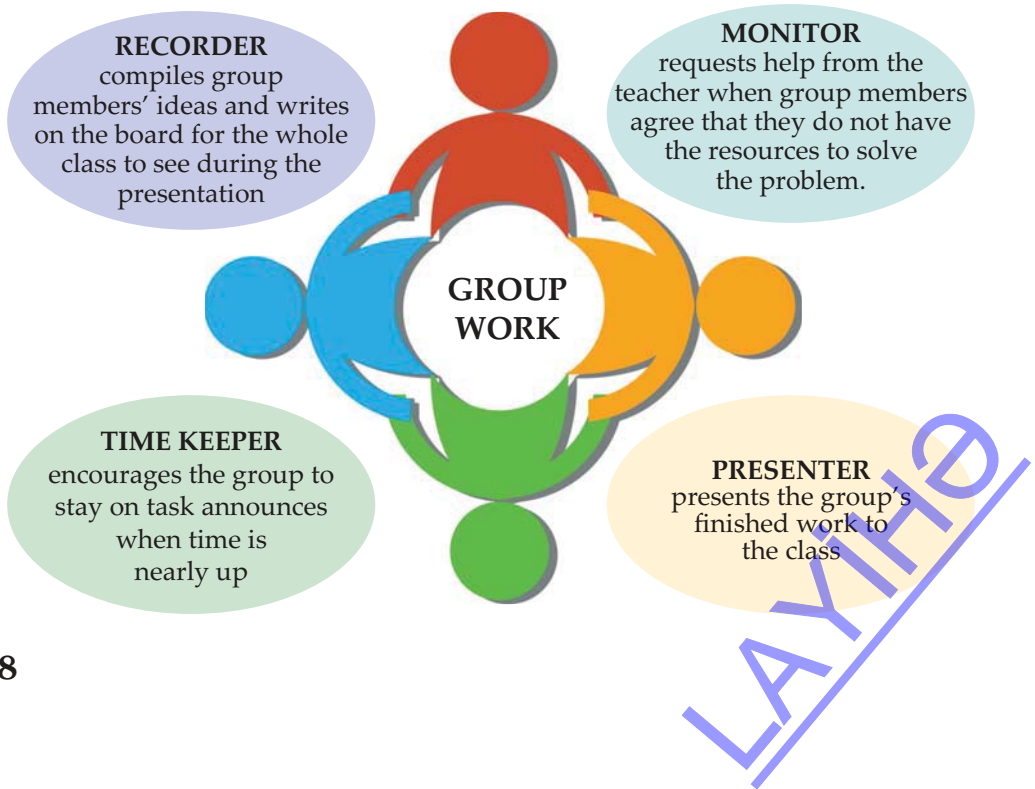 RECORDER
compiles group
members’ ideas and writes
on the board for the whole
class to see during the
presentation
MONITOR
requests help from the
teacher when group members
agree that they do not have
the resources to solve
the problem.
GROUP
WORK
TIME KEEPER
encourages the group to
stay on task announces
when time is
nearly up
PRESENTER
presents the group’s
finished work to
the class
8
LAYİHƏ